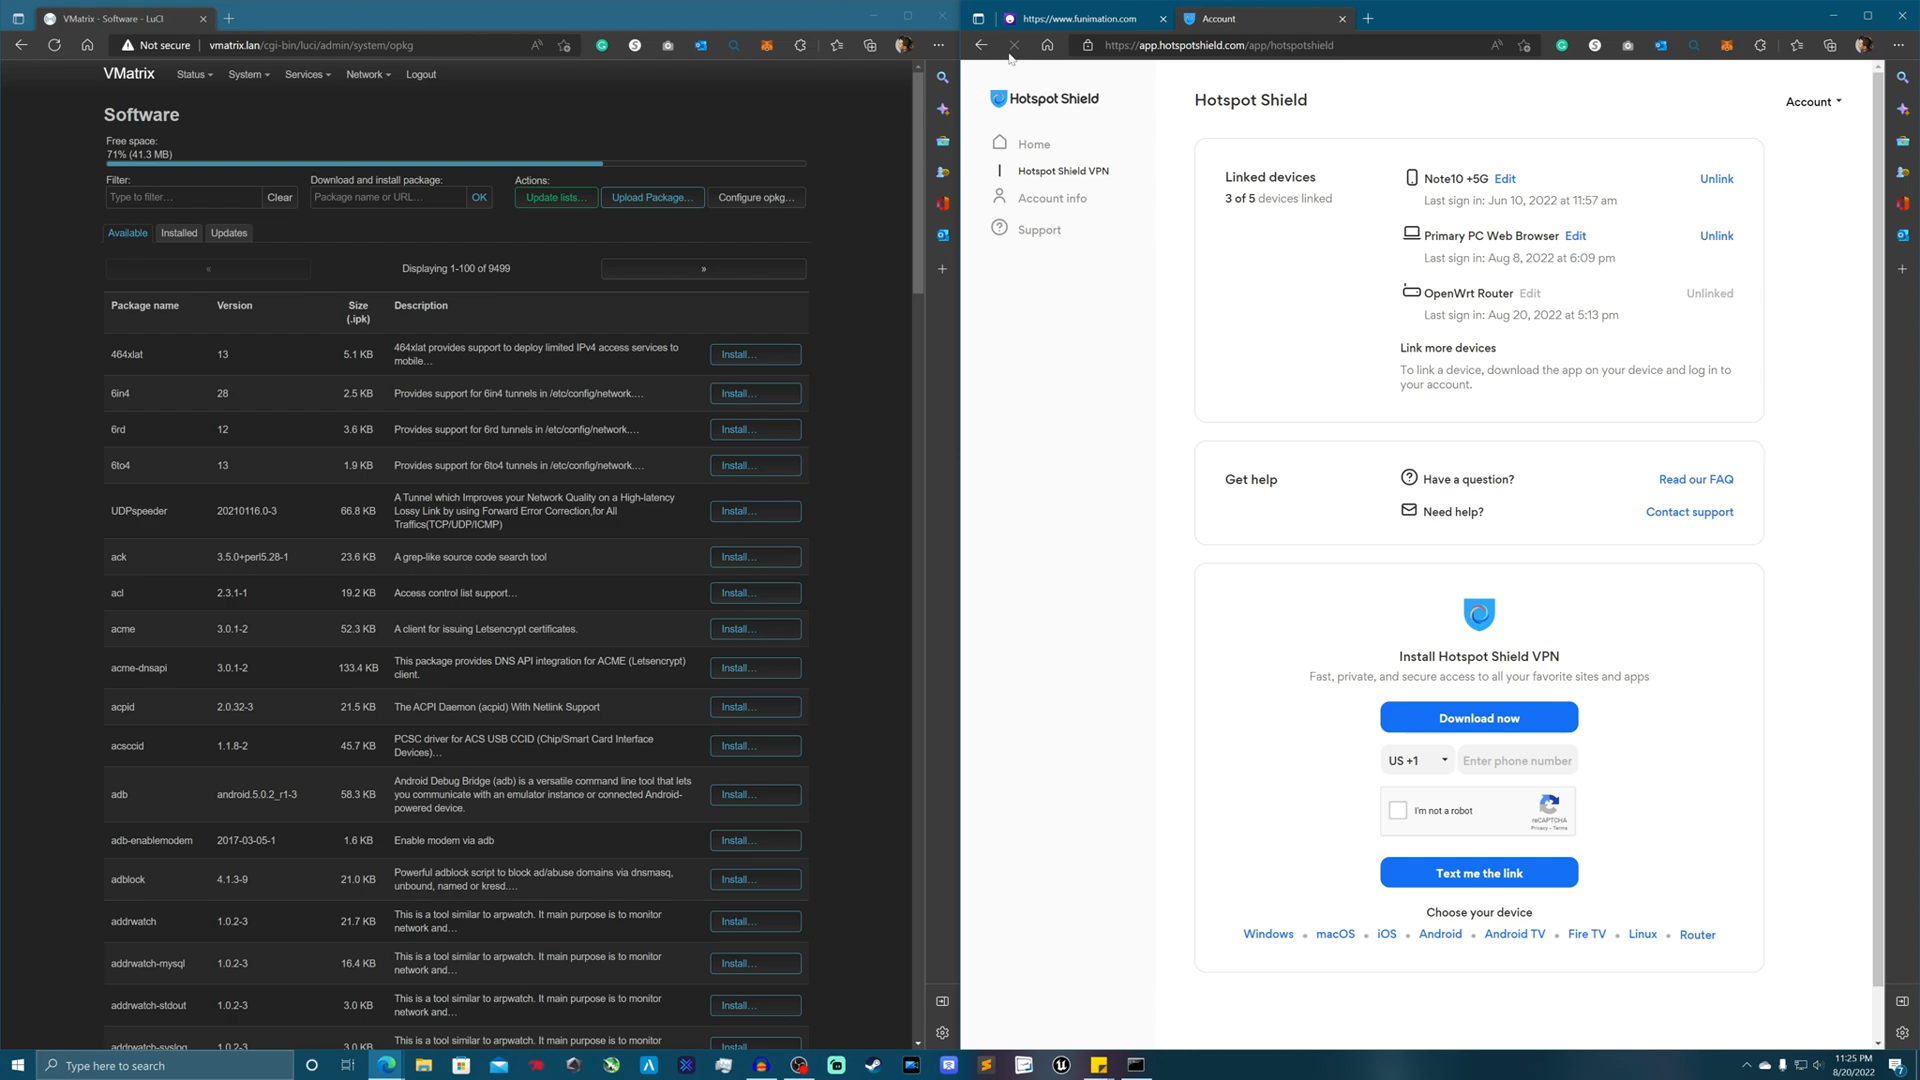 VMatrix - Software - LuCI
https://www.funimation.com
Account
Not secure
vmatrix.lan/cgi-bin/luci/admin/system/opkg
https://app.hotspotshield.com/app/hotspotshield
VMatrix
Status
System
Services
Network
Logout
Software
Free space:
71% (41.3 MB)
Filter:
Download and install package:
Actions:
Type to filter…
Clear
Package name or URL…
OK
Update lists…
Upload Package…
Configure opkg…
Available
Installed
Updates
«
Displaying 1-100 of 9499
»
Package name
Version
Size
(.ipk)
Description
464xlat
13
5.1 KB
464xlat provides support to deploy limited IPv4 access services to
mobile…
Install…
6in4
28
2.5 KB
Provides support for 6in4 tunnels in /etc/config/network.…
Install…
6rd
12
3.6 KB
Provides support for 6rd tunnels in /etc/config/network.…
Install…
6to4
13
1.9 KB
Provides support for 6to4 tunnels in /etc/config/network.…
Install…
UDPspeeder
20210116.0-3
66.8 KB
A Tunnel which Improves your Network Quality on a High-latency
Lossy Link by using Forward Error Correction,for All
Traffics(TCP/UDP/ICMP)
Install…
ack
3.5.0+perl5.28-1
23.6 KB
A grep-like source code search tool
Install…
acl
2.3.1-1
19.2 KB
Access control list support…
Install…
acme
3.0.1-2
52.3 KB
A client for issuing Letsencrypt certificates.
Install…
acme-dnsapi
3.0.1-2
133.4 KB
This package provides DNS API integration for ACME (Letsencrypt)
client.
Install…
acpid
2.0.32-3
21.5 KB
The ACPI Daemon (acpid) With Netlink Support
Install…
acsccid
1.1.8-2
45.7 KB
PCSC driver for ACS USB CCID (Chip/Smart Card Interface
Devices)…
Install…
adb
android.5.0.2_r1-3
58.3 KB
Android Debug Bridge (adb) is a versatile command line tool that lets
you communicate with an emulator instance or connected Android-
powered device.
Install…
adb-enablemodem
2017-03-05-1
1.6 KB
Enable modem via adb
Install…
adblock
4.1.3-9
21.0 KB
Powerful adblock script to block ad/abuse domains via dnsmasq,
unbound, named or kresd.…
Install…
addrwatch
1.0.2-3
21.7 KB
This is a tool similar to arpwatch. It main purpose is to monitor
network and…
Install…
addrwatch-mysql
1.0.2-3
16.4 KB
This is a tool similar to arpwatch. It main purpose is to monitor
network and…
Install…
addrwatch-stdout
1.0.2-3
3.0 KB
This is a tool similar to arpwatch. It main purpose is to monitor
network and…
Install…
addrwatch-syslog
1.0.2-3
3.0 KB
This is a tool similar to arpwatch. It main purpose is to monitor
Hotspot Shield
Home
Hotspot Shield VPN
Account info
Support
Hotspot Shield
Account
Linked devices
3 of 5 devices linked
Note10 +5G Edit
Unlink
Last sign in: Jun 10, 2022 at 11:57 am
Primary PC Web Browser Edit
Unlink
Last sign in: Aug 8, 2022 at 6:09 pm
OpenWrt Router Edit
Unlinked
Last sign in: Aug 20, 2022 at 5:13 pm
Link more devices
To link a device, download the app on your device and log in to
your account.
Get help
Have a question?
Read our FAQ
Need help?
Contact support
Install Hotspot Shield VPN
Fast, private, and secure access to all your favorite sites and apps
Download now
US +1
Enter phone number
I'm not a robot
reCAPTCHA
Privacy - Terms
Text me the link
Choose your device
Windows • macOS • iOS • Android • Android TV • Fire TV • Linux • Router
Type here to search
11:25 PM
8/20/2022